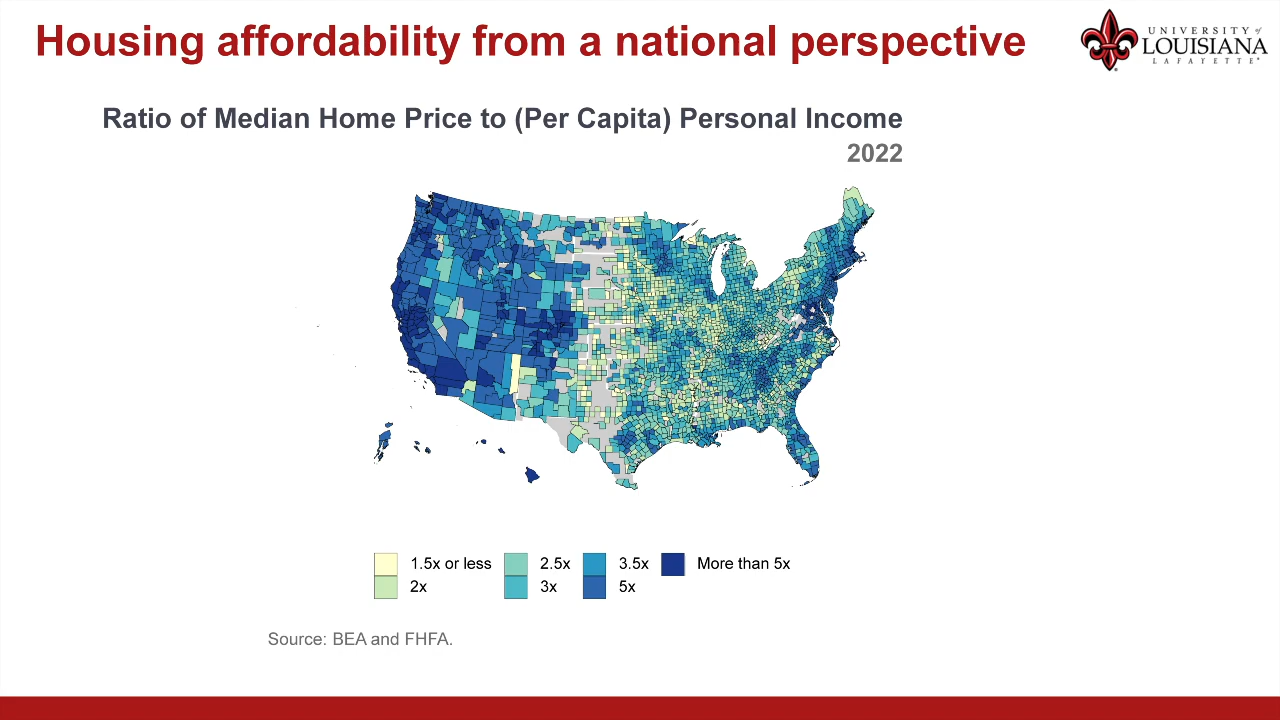 Housing affordability from a national perspective
UNIVERSITY of
LOUISIANA
LAFAYETTE®
Ratio of Median Home Price to (Per Capita) Personal Income
2022
1.5x or less
2x
2.5x
3x
3.5x
5x
More than 5x
Source: BEA and FHFA.